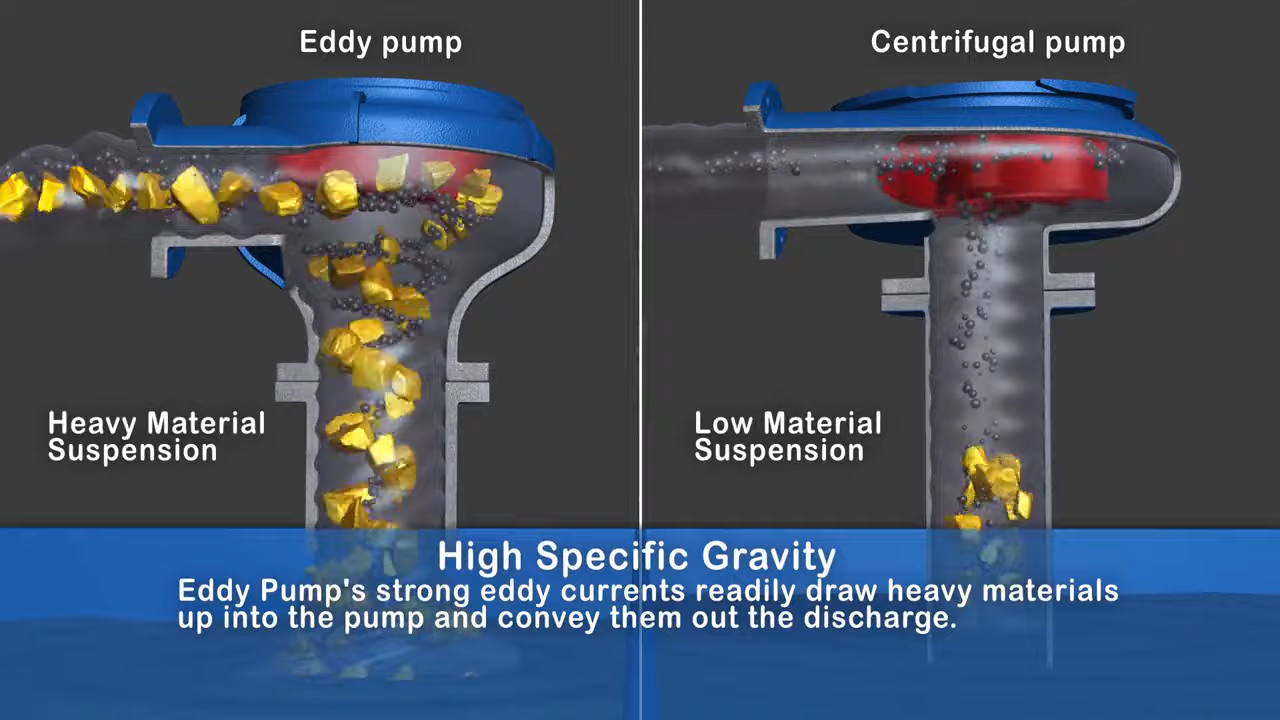 Eddy pump
Centrifugal pump
Heavy Material
Suspension
Low Material
Suspension
High Specific Gravity
Eddy Pump's strong eddy currents readily draw heavy materials
up into the pump and convey them out the discharge.